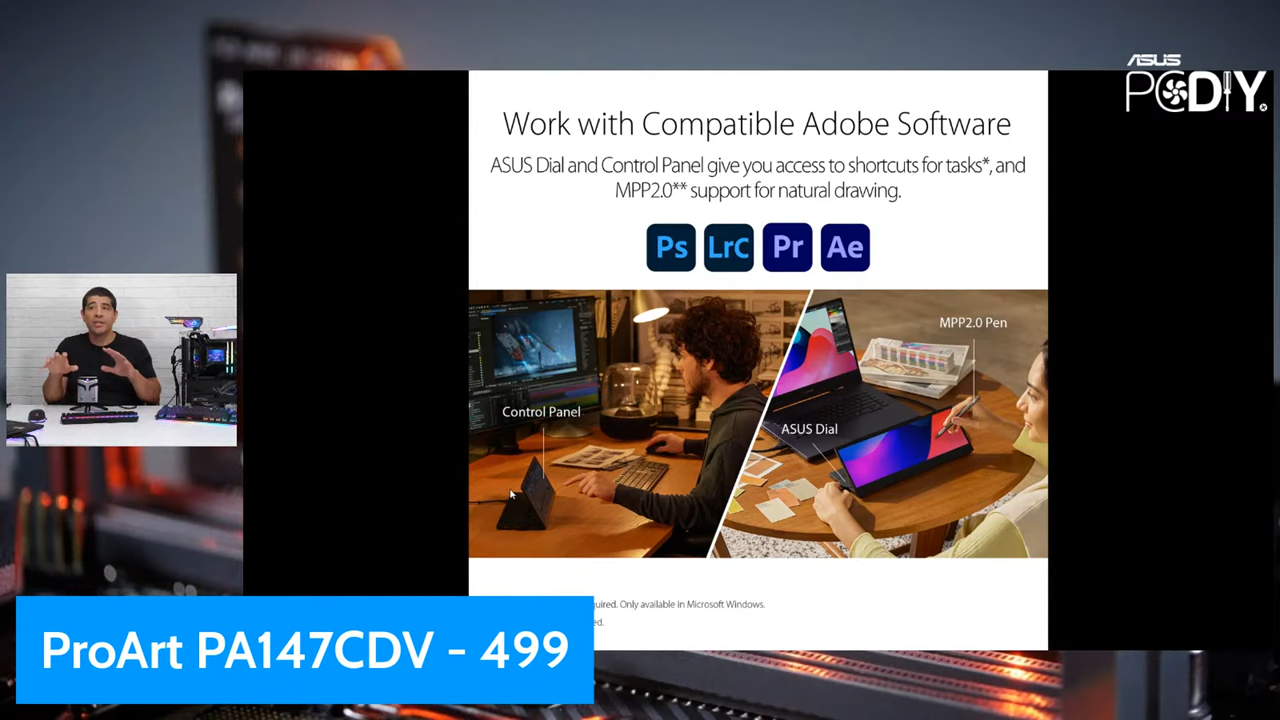 ASUS
PCDIY.
Work with Compatible Adobe Software
ASUS Dial and Control Panel give you access to shortcuts for tasks*, and
MPP2.0** support for natural drawing.
Ps LrC Pr Ae
MPP2.0 Pen
Control Panel
ASUS Dial
Only available in Microsoft Windows.
ProArt PA147CDV - 499